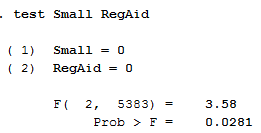 . test Small RegAid
( 1) Small = 0
( 2) RegAid = 0
F( 2, 5383) = 3.58
Prob > F = 0.0281